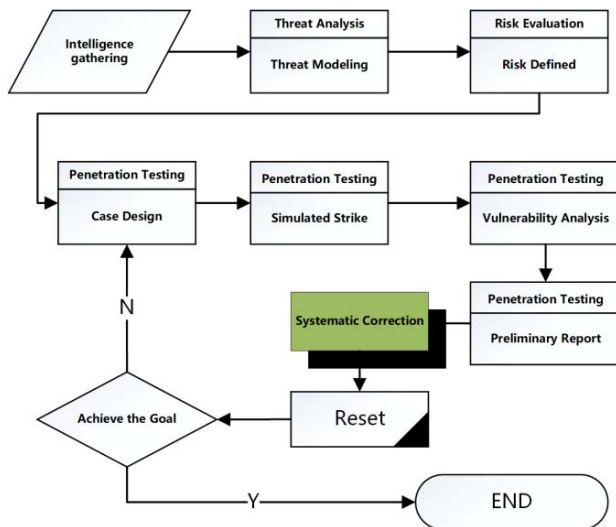 Intelligence
gathering
Threat Analysis
Threat Modeling
Risk Evaluation
Risk Defined
Penetration Testing
Case Design
Penetration Testing
Simulated Strike
Penetration Testing
Vulnerability Analysis
N
Systematic Correction
Penetration Testing
Preliminary Report
Achieve the Goal
Reset
Y
END